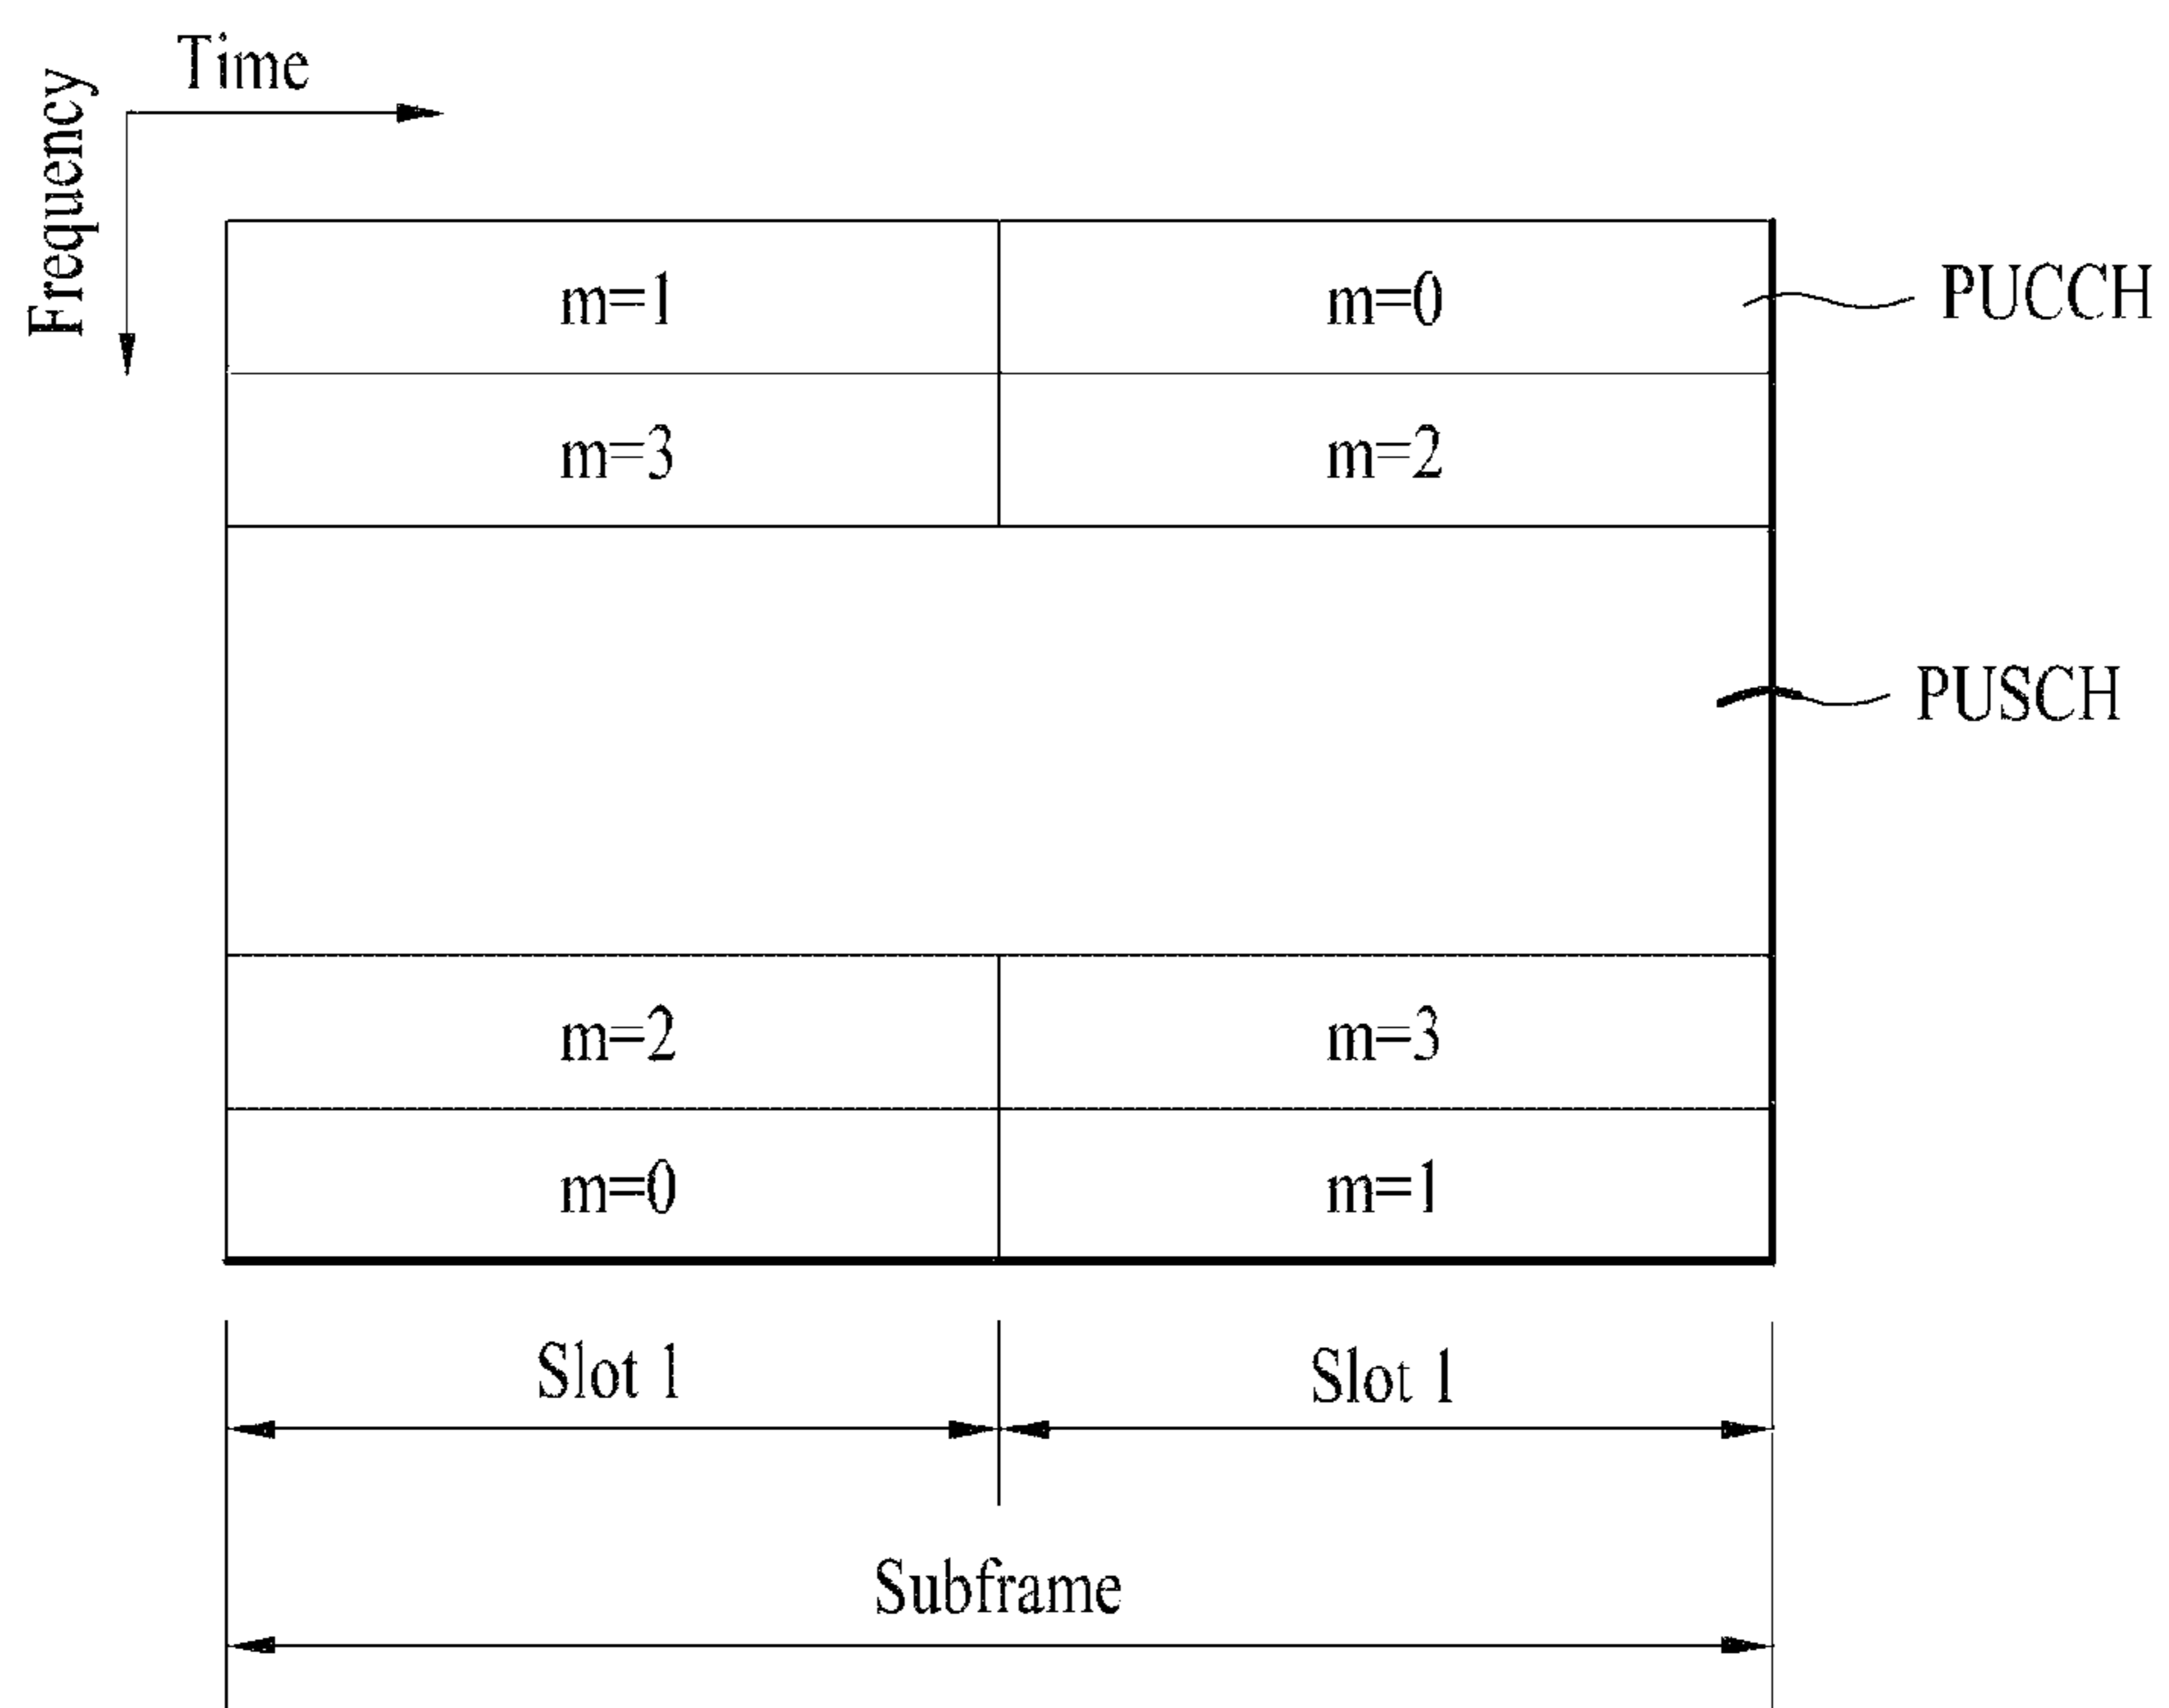 Time
Frequency
m=1
m=0
PUCCH
m=3
m=2
PUSCH
m=2
m=3
m=0
m=1
Slot 1
Slot 1
Subframe